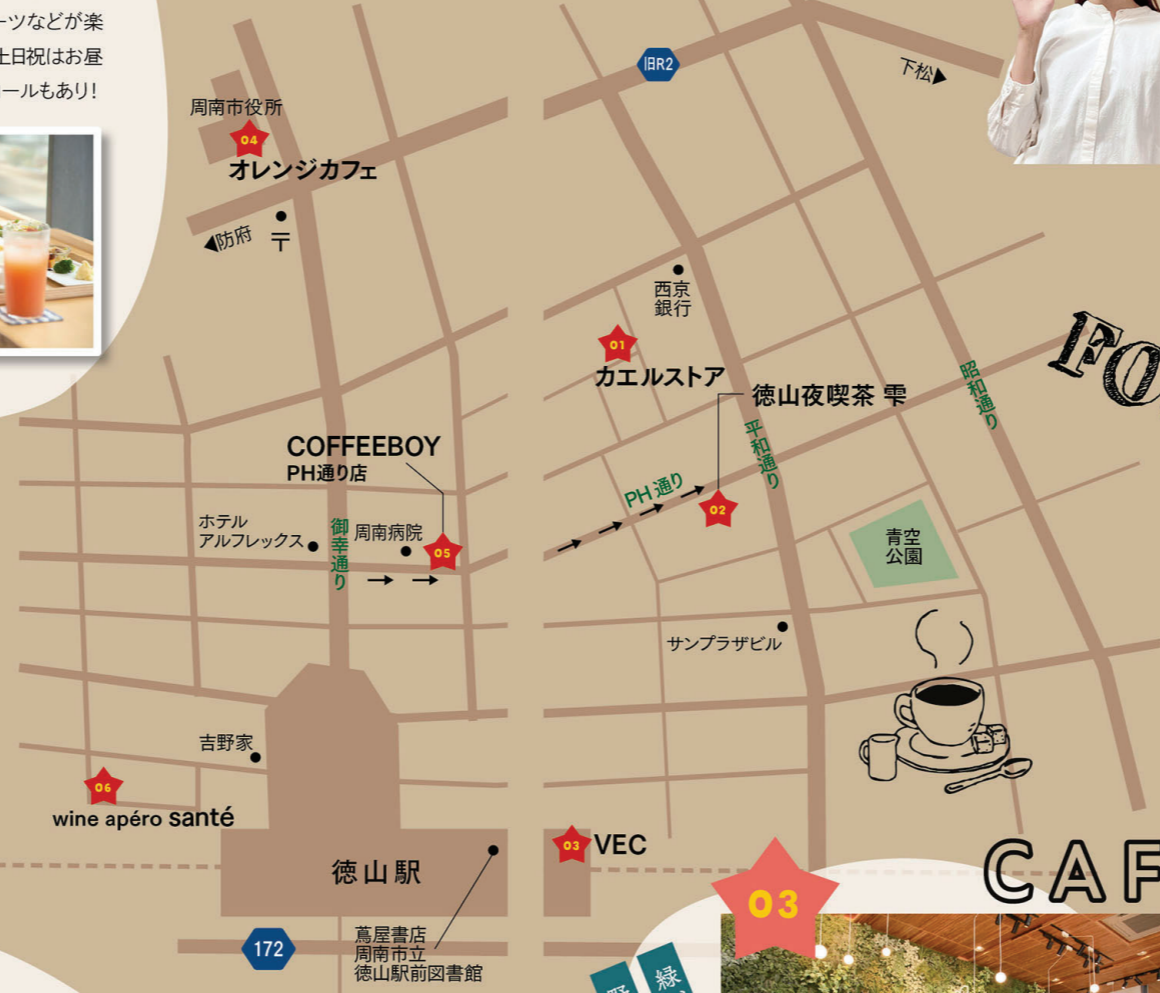 ーツなどが楽
土日祝はお昼
ールもあり!
周南市役所
04
オレンジカフェ
◀防府
〒
旧R2
下松▶
西京
銀行
01
カエルストア
徳山夜喫茶 雫
平和通り
昭和通り
FO
COFFEEBOY
PH通り店
ホテル
アルフレックス
御幸通り
周南病院
05
PH通り
02
青空
公園
サンプラザビル
吉野家
06
wine apéro santé
徳山駅
03
VEC
03
CAF
172
蔦屋書店
周南市立
徳山駅前図書館
緑